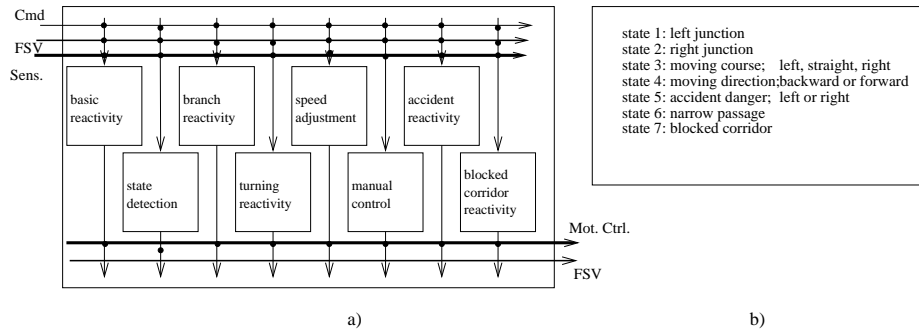 Cmd
FSV
Sens.
basic
reactivity
branch
reactivity
speed
adjustment
accident
reactivity
state
detection
turning
reactivity
manual
control
blocked
corridor
reactivity
Mot. Ctrl.
FSV
a)
state 1: left junction
state 2: right junction
state 3: moving course; left, straight, right
state 4: moving direction;backward or forward
state 5: accident danger; left or right
state 6: narrow passage
state 7: blocked corridor
b)